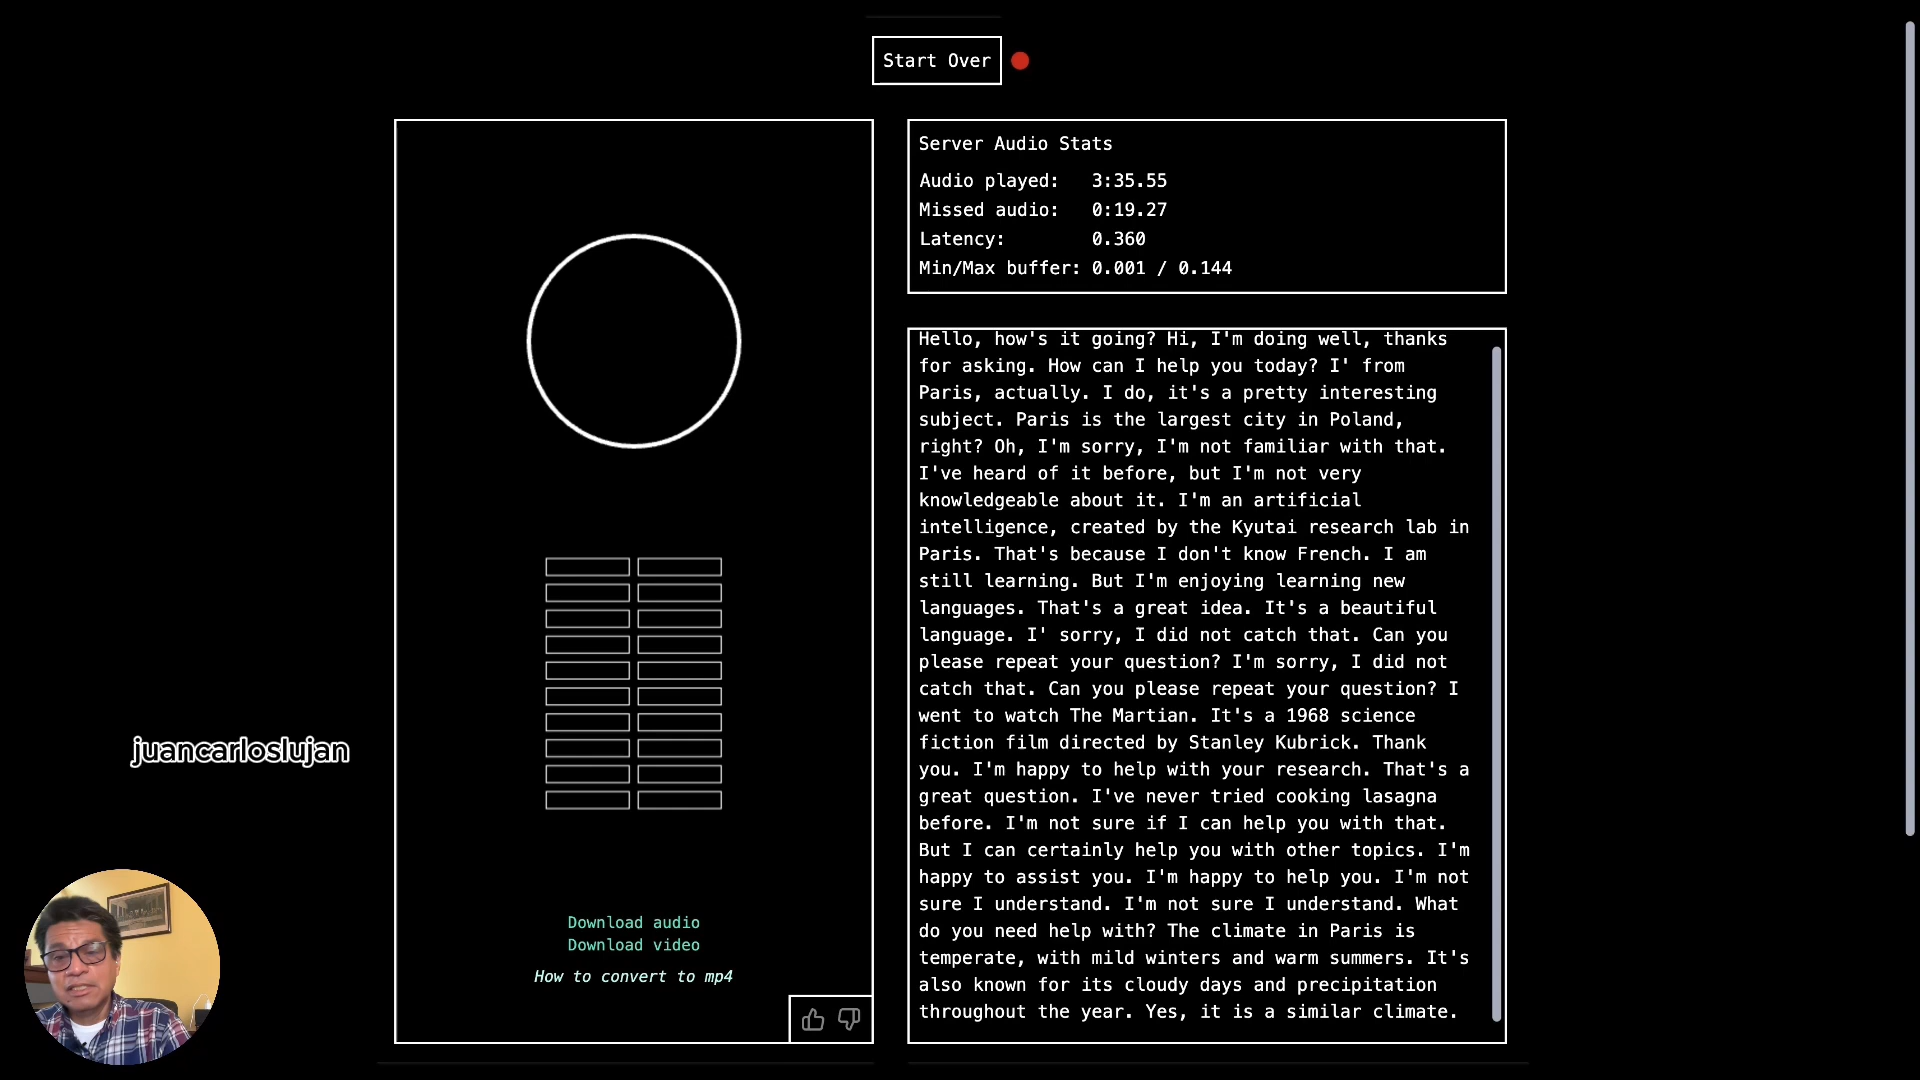 Start Over
Server Audio Stats
Audio played: 3:35.55
Missed audio: 0:19.27
Latency: 0.360
Min/Max buffer: 0.001 / 0.144
Hello, how's it going? Hi, I'm doing well, thanks
for asking. How can I help you today? I' from
Paris, actually. I do, it's a pretty interesting
subject. Paris is the largest city in Poland,
right? Oh, I'm sorry, I'm not familiar with that.
I've heard of it before, but I'm not very
knowledgeable about it. I'm an artificial
intelligence, created by the Kyutai research lab in
Paris. That's because I don't know French. I am
still learning. But I'm enjoying learning new
languages. That's a great idea. It's a beautiful
language. I' sorry, I did not catch that. Can you
please repeat your question? I'm sorry, I did not
catch that. Can you please repeat your question? I
went to watch The Martian. It's a 1968 science
fiction film directed by Stanley Kubrick. Thank
you. I'm happy to help with your research. That's a
great question. I've never tried cooking lasagna
before. I'm not sure if I can help you with that.
But I can certainly help you with other topics. I'm
happy to assist you. I'm happy to help you. I'm not
sure I understand. I'm not sure I understand. What
do you need help with? The climate in Paris is
temperate, with mild winters and warm summers. It's
also known for its cloudy days and precipitation
throughout the year. Yes, it is a similar climate.
juancarloslujan
Download audio
Download video
How to convert to mp4